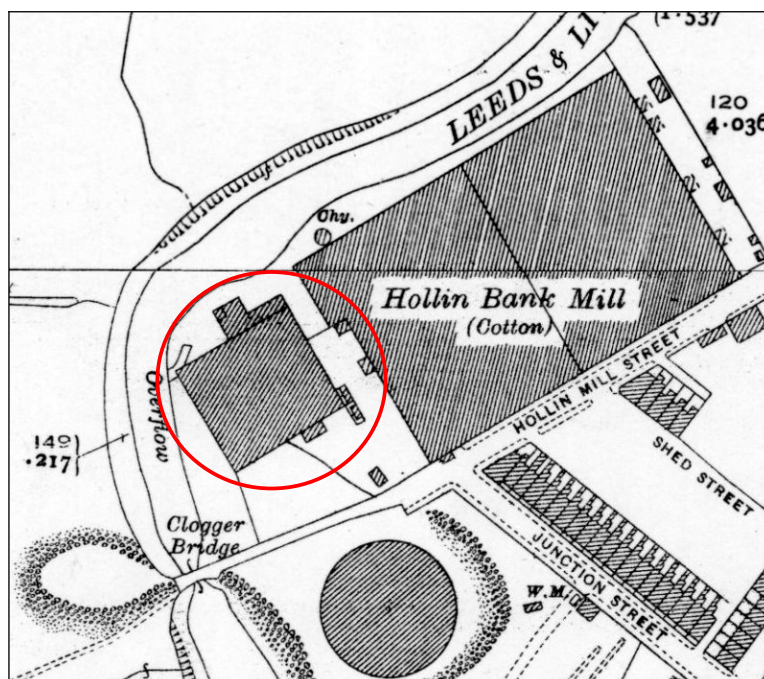 (1·537
LEEDS & LI
120
4·036
Chy.
Hollin Bank Mill
(Cotton)
HOLLIN MILL STREET
SHED STREET
Overflow
149
·217
Clogger
Bridge
JUNCTION STREET
W.M.